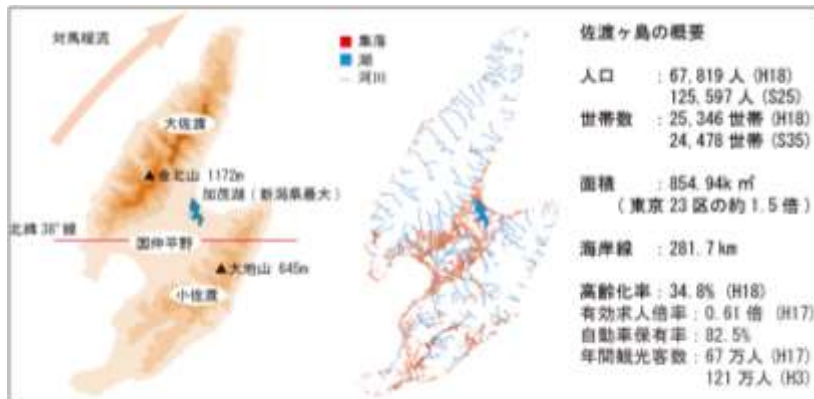 対馬暖流
大佐渡
▲金北山 1172m
加茂湖(新潟県最大)
北緯38°線
国仲平野
▲大地山 645m
小佐渡
集落
湖
河川
佐渡ヶ島の概要
人口 :67,819人(H18)
125,597人(S25)
世帯数 :25,346世帯(H18)
24,478世帯(S35)
面積 :854.94k㎡
(東京23区の約1.5倍)
海岸線 :281.7km
高齢化率:34.8%(H18)
有効求人倍率:0.61倍(H17)
自動車保有率:82.5%
年間観光客数:67万人(H17)
121万人(H3)